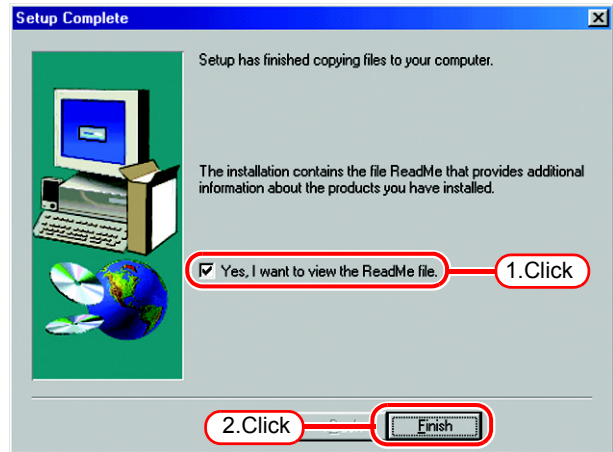 Setup Complete
Setup has finished copying files to your computer.
The installation contains the file ReadMe that provides additional
information about the products you have installed.
Yes, I want to view the ReadMe file.
1.Click
2.Click
Finish